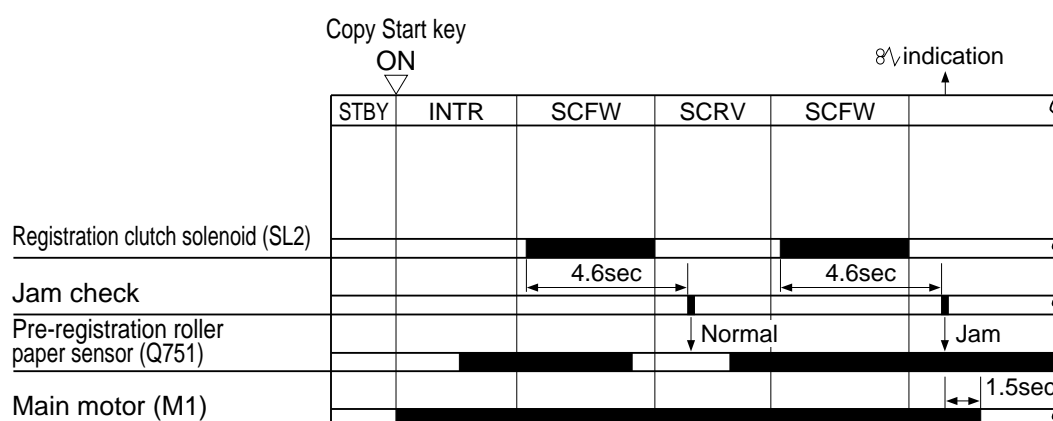 Copy Start key
ON
indication
STBY INTR SCFW SCRV SCFW
Registration clutch solenoid (SL2)
4.6sec 4.6sec
Jam check
Normal Jam
Pre-registration roller
paper sensor (Q751)
1.5sec
Main motor (M1)